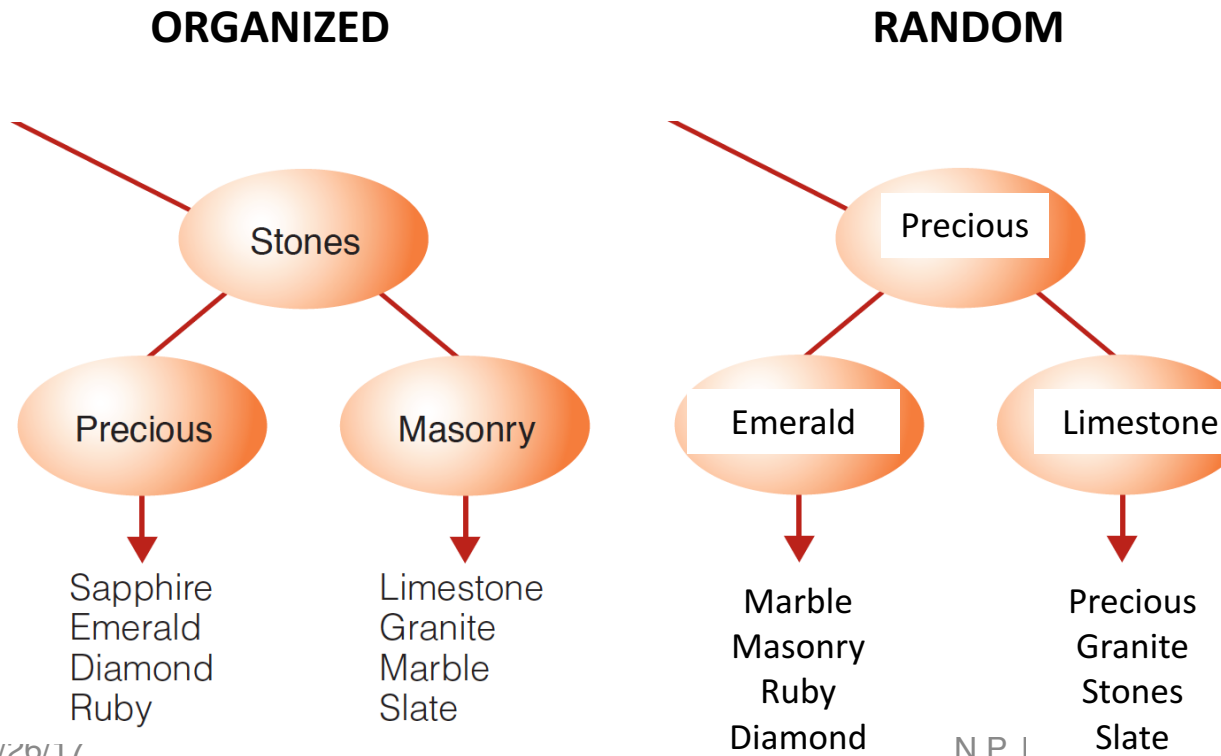 ORGANIZED
Stones
Precious
Masonry
Sapphire
Emerald
Diamond
Ruby
Limestone
Granite
Marble
Slate
RANDOM
Precious
Emerald
Limestone
Marble
Masonry
Ruby
Diamond
Precious
Granite
Stones
Slate